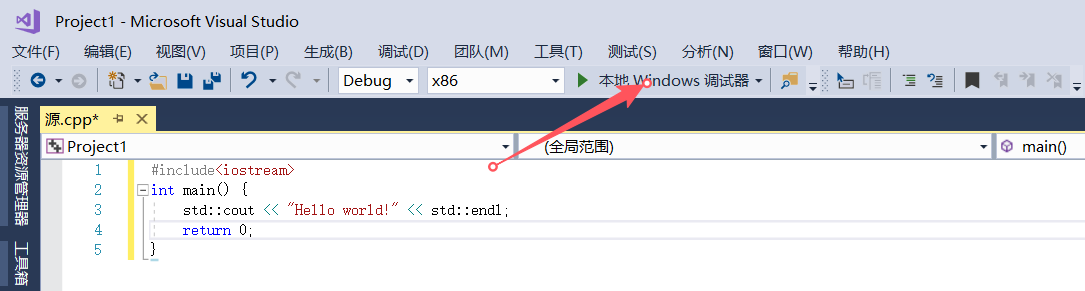 Project1 - Microsoft Visual Studio
文件(F) 编辑(E) 视图(V) 项目(P) 生成(B) 调试(D) 团队(M) 工具(T) 测试(S) 分析(N) 窗口(W) 帮助(H)
Debug x86 本地 Windows 调试器
服务器资源管理器
工具箱
源.cpp*
Project1 (全局范围) main()
1 #include<iostream>
2 int main() {
3 std::cout << "Hello world!" << std::endl;
4 return 0;
5 }